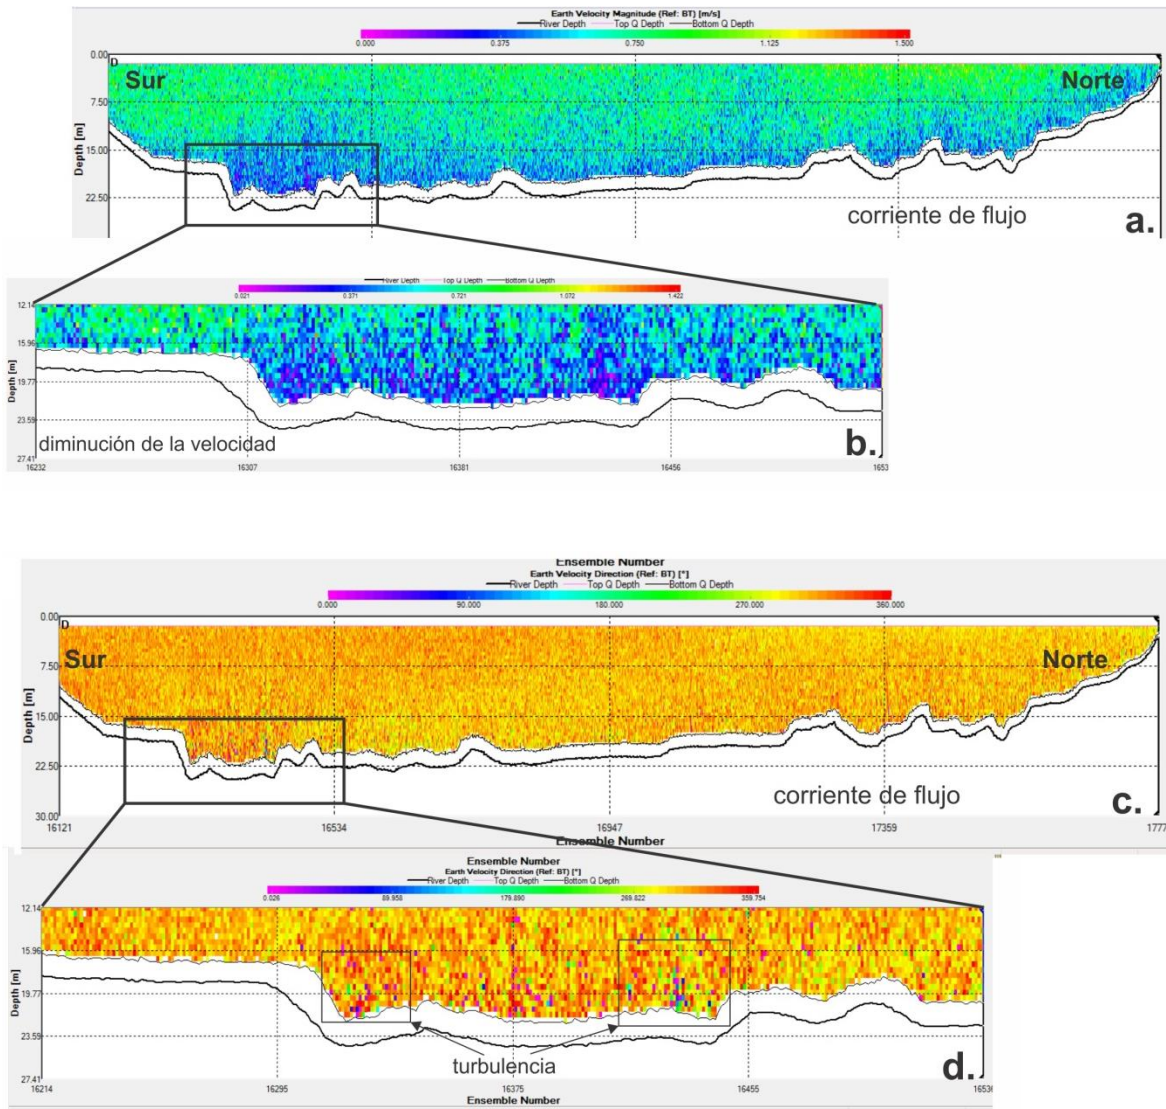 Earth Velocity Magnitude (Ref: BT) [m/s]
River Depth Top Q Depth Bottom Q Depth
0.000 0.375 0.750 1.125 1.500
0.00
D
Sur Norte
7.50
Depth [m]
15.00
22.50
corriente de flujo a.
River Depth Top Q Depth Bottom Q Depth
0.021 0.371 0.721 1.072 1.422
12.14
15.96
Depth [m]
19.77
23.59
diminución de la velocidad b.
27.41
16232 16307 16381 16456 1653
Ensemble Number
Earth Velocity Direction (Ref: BT) [°]
River Depth Top Q Depth Bottom Q Depth
0.000 90.000 180.000 270.000 360.000
0.00
D
Sur Norte
7.50
Depth [m]
15.00
22.50
corriente de flujo c.
30.00
16121 16534 16947 17359 1777
Ensemble Number
Ensemble Number
Earth Velocity Direction (Ref: BT) [°]
River Depth Top Q Depth Bottom Q Depth
0.026 89.958 179.890 269.822 359.754
12.14
15.96
Depth [m]
19.77
23.59
turbulencia d.
27.41
16214 16295 16375 16455 16536
Ensemble Number